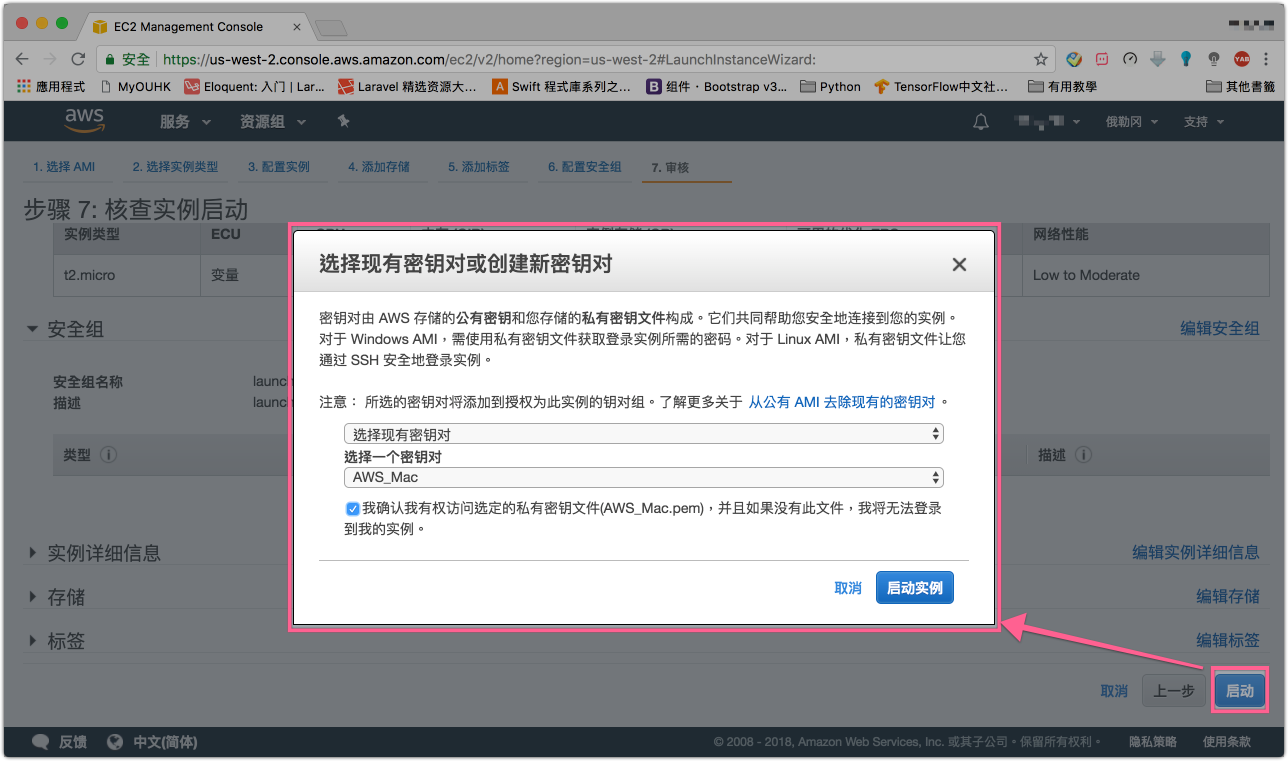 EC2 Management Console
安全 https://us-west-2.console.aws.amazon.com/ec2/v2/home?region=us-west-2#LaunchInstanceWizard:
YAB
應用程式 MyOUHK Eloquent: 入门 | Lar... Laravel 精选资源大... Swift 程式庫系列之... 组件 · Bootstrap v3... Python TensorFlow中文社... 有用教學 其他書籤
aws 服务 资源组 俄勒冈 支持
1. 选择 AMI 2. 选择实例类型 3. 配置实例 4. 添加存储 5. 添加标签 6. 配置安全组 7. 审核
步骤 7: 核查实例启动
实例类型 ECU 网络性能
t2.micro 变量 Low to Moderate
安全组 编辑安全组
安全组名称 launc
描述 launc
类型 描述
实例详细信息 编辑实例详细信息
存储 编辑存储
标签 编辑标签
取消 上一步 启动
选择现有密钥对或创建新密钥对
密钥对由 AWS 存储的公有密钥和您存储的私有密钥文件构成。它们共同帮助您安全地连接到您的实例。
对于 Windows AMI，需使用私有密钥文件获取登录实例所需的密码。对于 Linux AMI，私有密钥文件让您
通过 SSH 安全地登录实例。
注意： 所选的密钥对将添加到授权为此实例的钥对组。了解更多关于 从公有 AMI 去除现有的密钥对 。
选择现有密钥对
选择一个密钥对
AWS_Mac
我确认我有权访问选定的私有密钥文件(AWS_Mac.pem)，并且如果没有此文件，我将无法登录
到我的实例。
取消 启动实例
反馈 中文(简体) © 2008 - 2018, Amazon Web Services, Inc. 或其子公司。保留所有权利。 隐私策略 使用条款